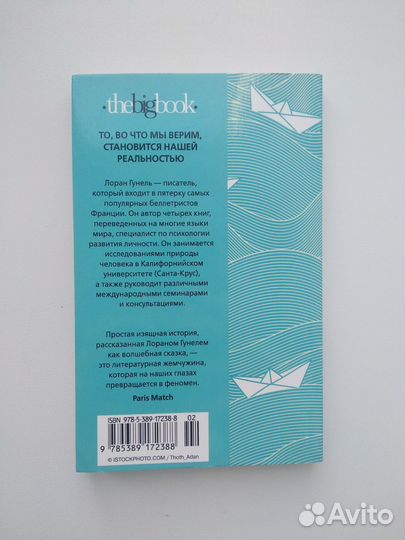 ·thebigbook·
ТО, ВО ЧТО МЫ ВЕРИМ,
СТАНОВИТСЯ НАШЕЙ
РЕАЛЬНОСТЬЮ
Лоран Гунель — писатель,
который входит в пятерку самых
популярных беллетристов
Франции. Он автор четырех книг,
переведенных на многие языки
мира, специалист по психологии
развития личности. Он занимается
исследованиями природы
человека в Калифорнийском
университете (Санта-Крус),
а также руководит различными
международными семинарами
и консультациями.
Простая изящная история,
рассказанная Лораном Гунелем
как волшебная сказка, —
это литературная жемчужина,
которая на наших глазах
превращается в феномен.
Paris Match
ISBN 978-5-389-17238-8
02
9 785389 172388
© ISTOCKPHOTO.COM / Thoth_Adan
Avito